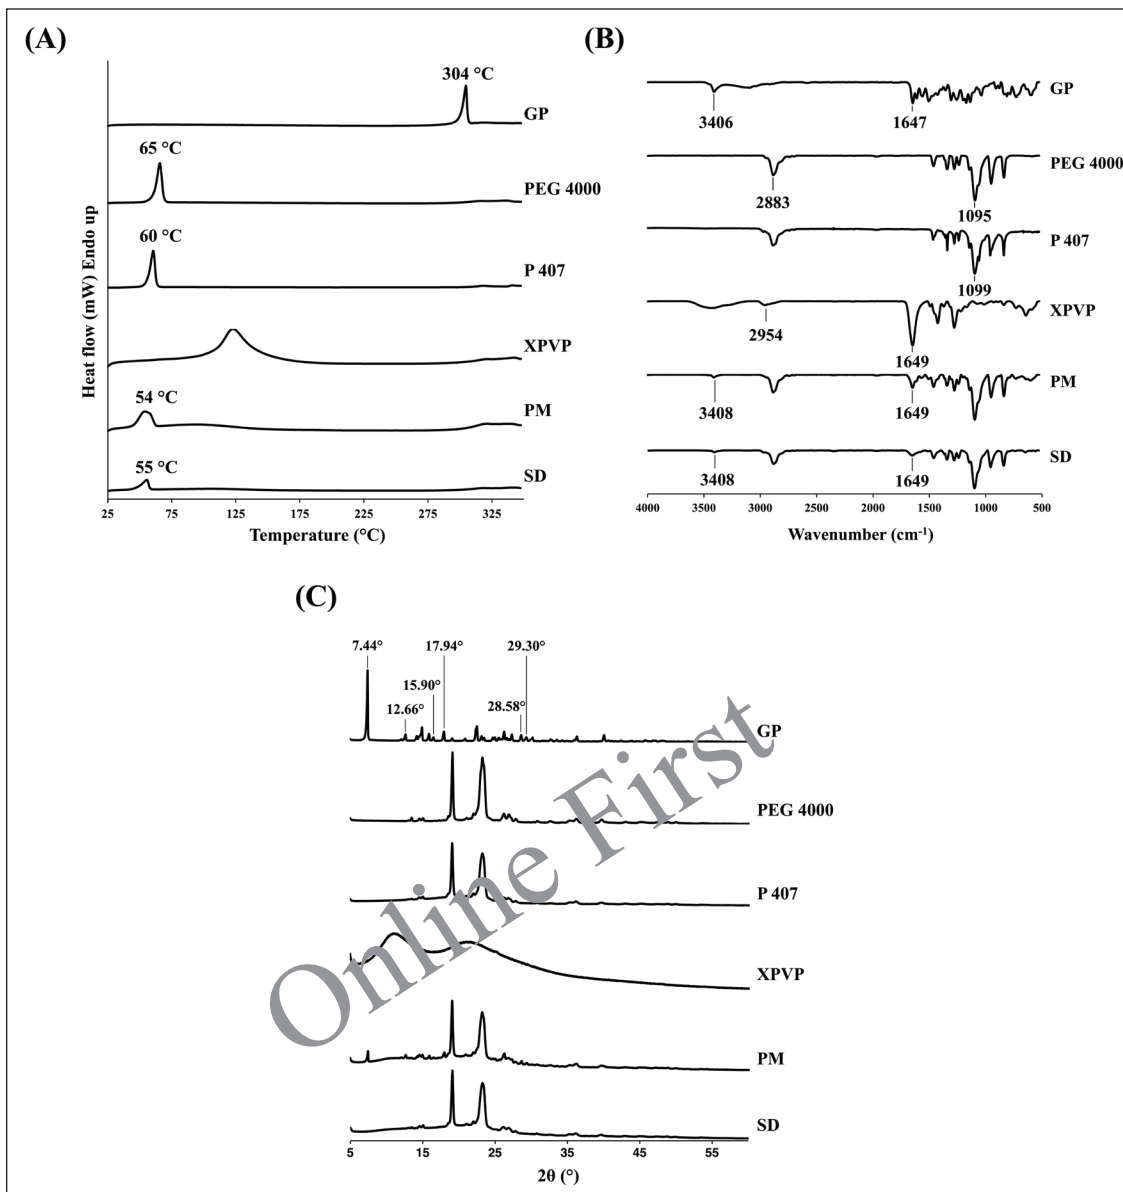 (A)
304 °C
GP
65 °C
PEG 4000
60 °C
P 407
XPVP
54 °C
PM
55 °C
SD
Heat flow (mW) Endo up
25 75 125 175 225 275 325
Temperature (°C)
(B)
GP
3406 1647
PEG 4000
2883
1095
P 407
1099
XPVP
2954
1649
PM
3408 1649
SD
3408 1649
4000 3500 3000 2500 2000 1500 1000 500
Wavenumber (cm-1)
(C)
7.44° 17.94° 29.30°
15.90°
12.66° 28.58°
GP
PEG 4000
P 407
XPVP
PM
SD
5 15 25 35 45 55
2θ (°)
Online First